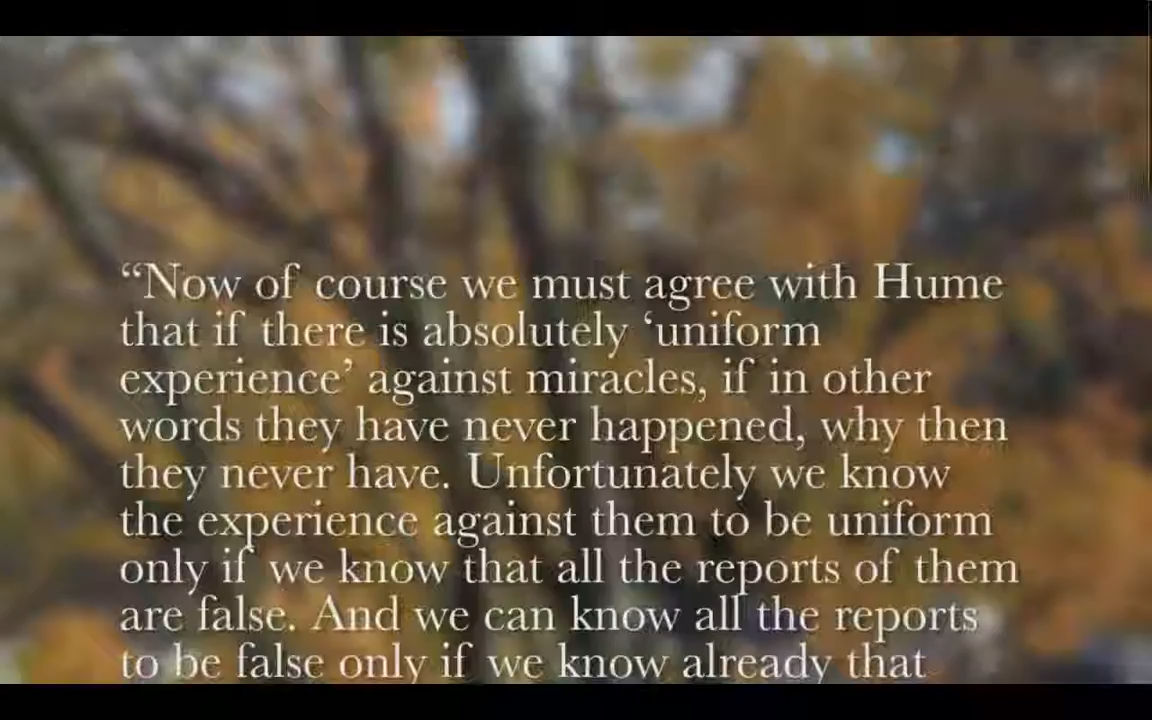 “Now of course we must agree with Hume
that if there is absolutely ‘uniform
experience’ against miracles, if in other
words they have never happened, why then
they never have. Unfortunately we know
the experience against them to be uniform
only if we know that all the reports of them
are false. And we can know all the reports
to be false only if we know already that